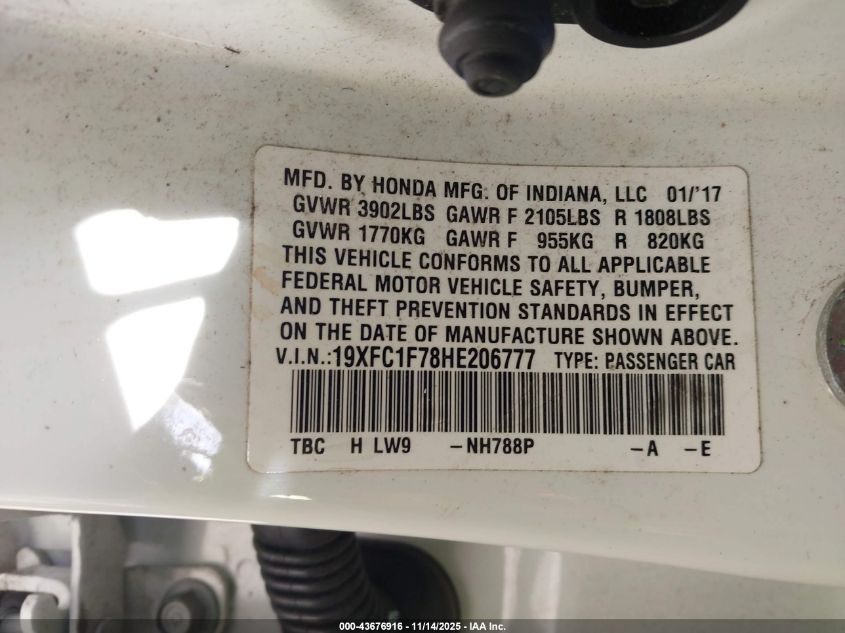 MFD. BY HONDA MFG. OF INDIANA, LLC 01/'17
GVWR 3902LBS GAWR F 2105LBS R 1808LBS
GVWR 1770KG GAWR F 955KG R 820KG
THIS VEHICLE CONFORMS TO ALL APPLICABLE
FEDERAL MOTOR VEHICLE SAFETY, BUMPER,
AND THEFT PREVENTION STANDARDS IN EFFECT
ON THE DATE OF MANUFACTURE SHOWN ABOVE.
V.I.N.:19XFC1F78HE206777 TYPE: PASSENGER CAR
TBC H LW9 -NH788P -A -E
000-43676916 - 11/14/2025 - IAA Inc.